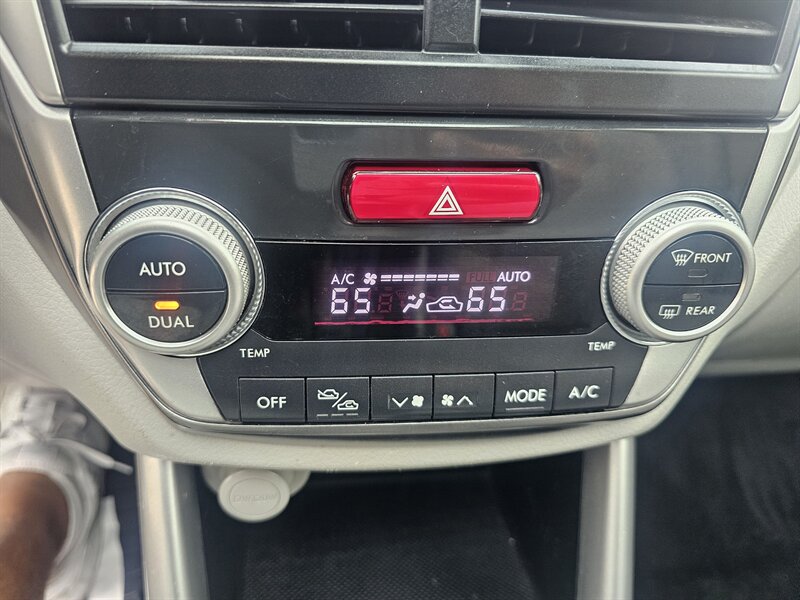 A/C AUTO
65 65
AUTO
DUAL
FRONT
REAR
TEMP
TEMP
OFF
MODE
A/C